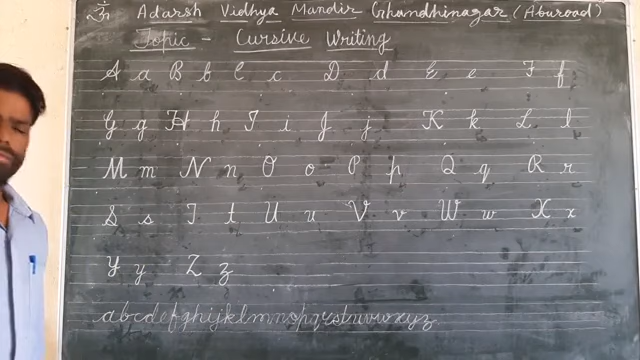 ॐ Adarsh Vidhya Mandir Ghandhinagar (Aburoad)
Topic - Cursive Writing
A a B b C c D d E e F f
G g H h I i J j K k L l
M m N n O o P p Q q R r
S s T t U u V v W w X x
Y y Z z
abcdefghijklmnopqrstuvwxyz